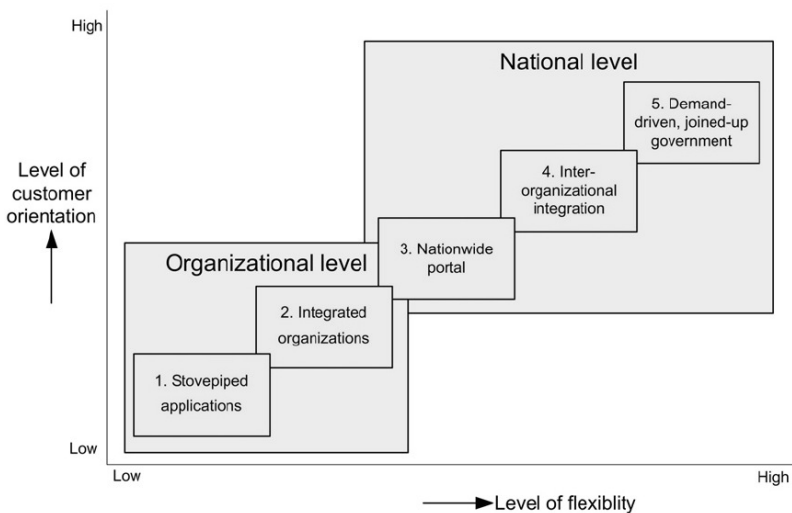 High
National level
5. Demand-
driven, joined-up
government
Level of
customer
orientation
4. Inter-
organizational
integration
3. Nationwide
portal
Organizational level
2. Integrated
organizations
1. Stovepiped
applications
Low
Low
High
Level of flexiblity